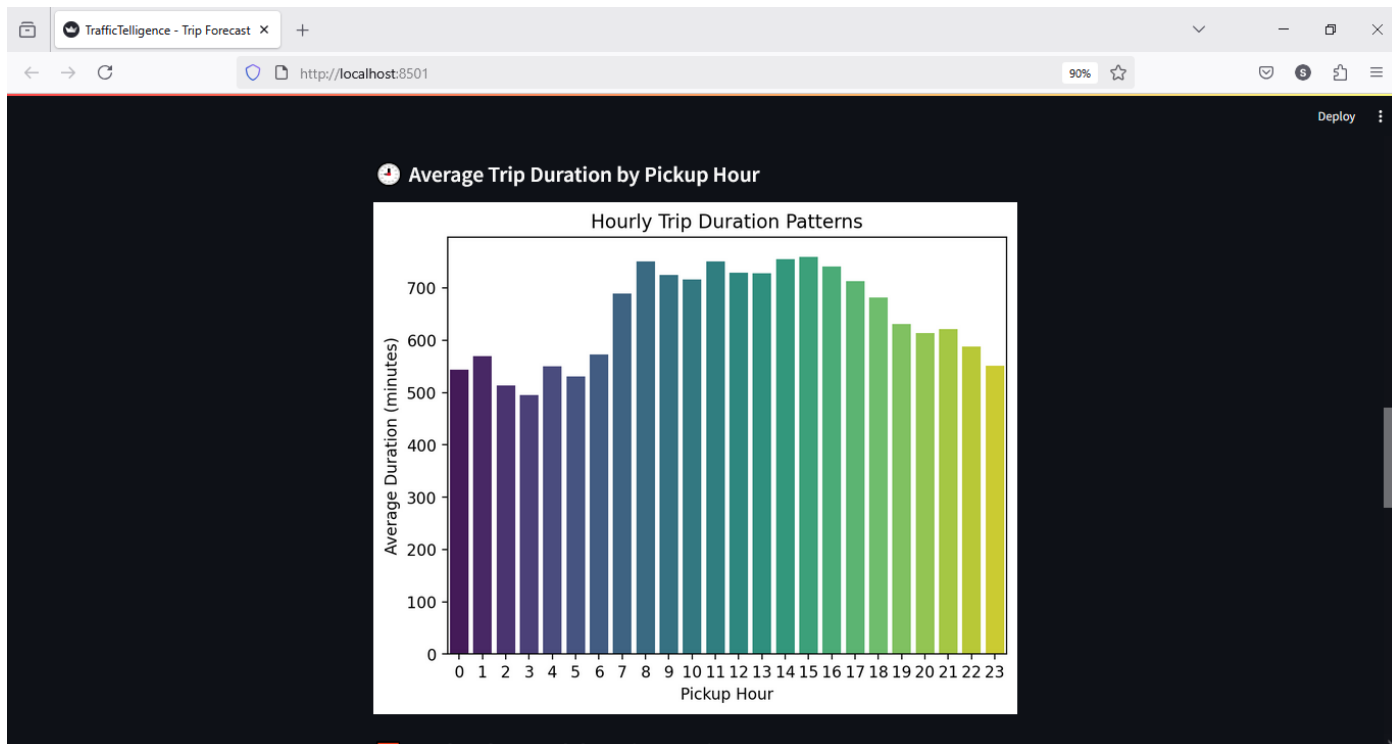 TrafficTelligence - Trip Forecast
http://localhost:8501
90%
S
Deploy
Average Trip Duration by Pickup Hour
Hourly Trip Duration Patterns
700
600
500
400
300
200
100
0
Average Duration (minutes)
0 1 2 3 4 5 6 7 8 9 10 11 12 13 14 15 16 17 18 19 20 21 22 23
Pickup Hour